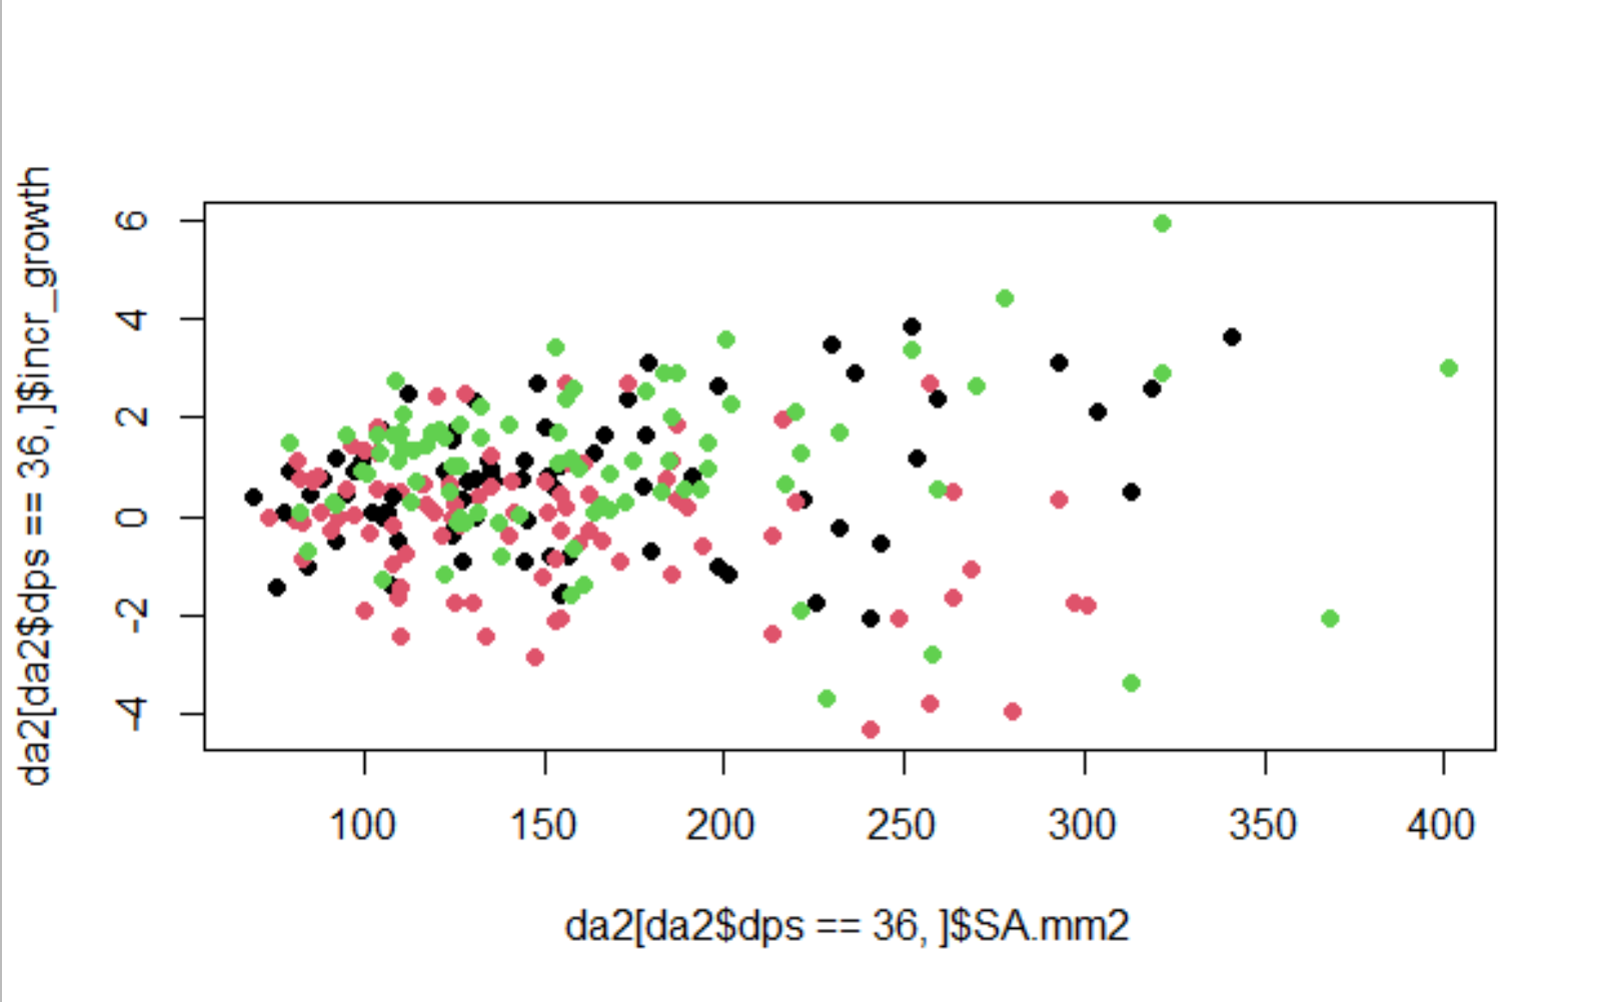 da2[da2$dps == 36, ]$incr_growth
6
4
2
0
-2
-4
100 150 200 250 300 350 400
da2[da2$dps == 36, ]$SA.mm2